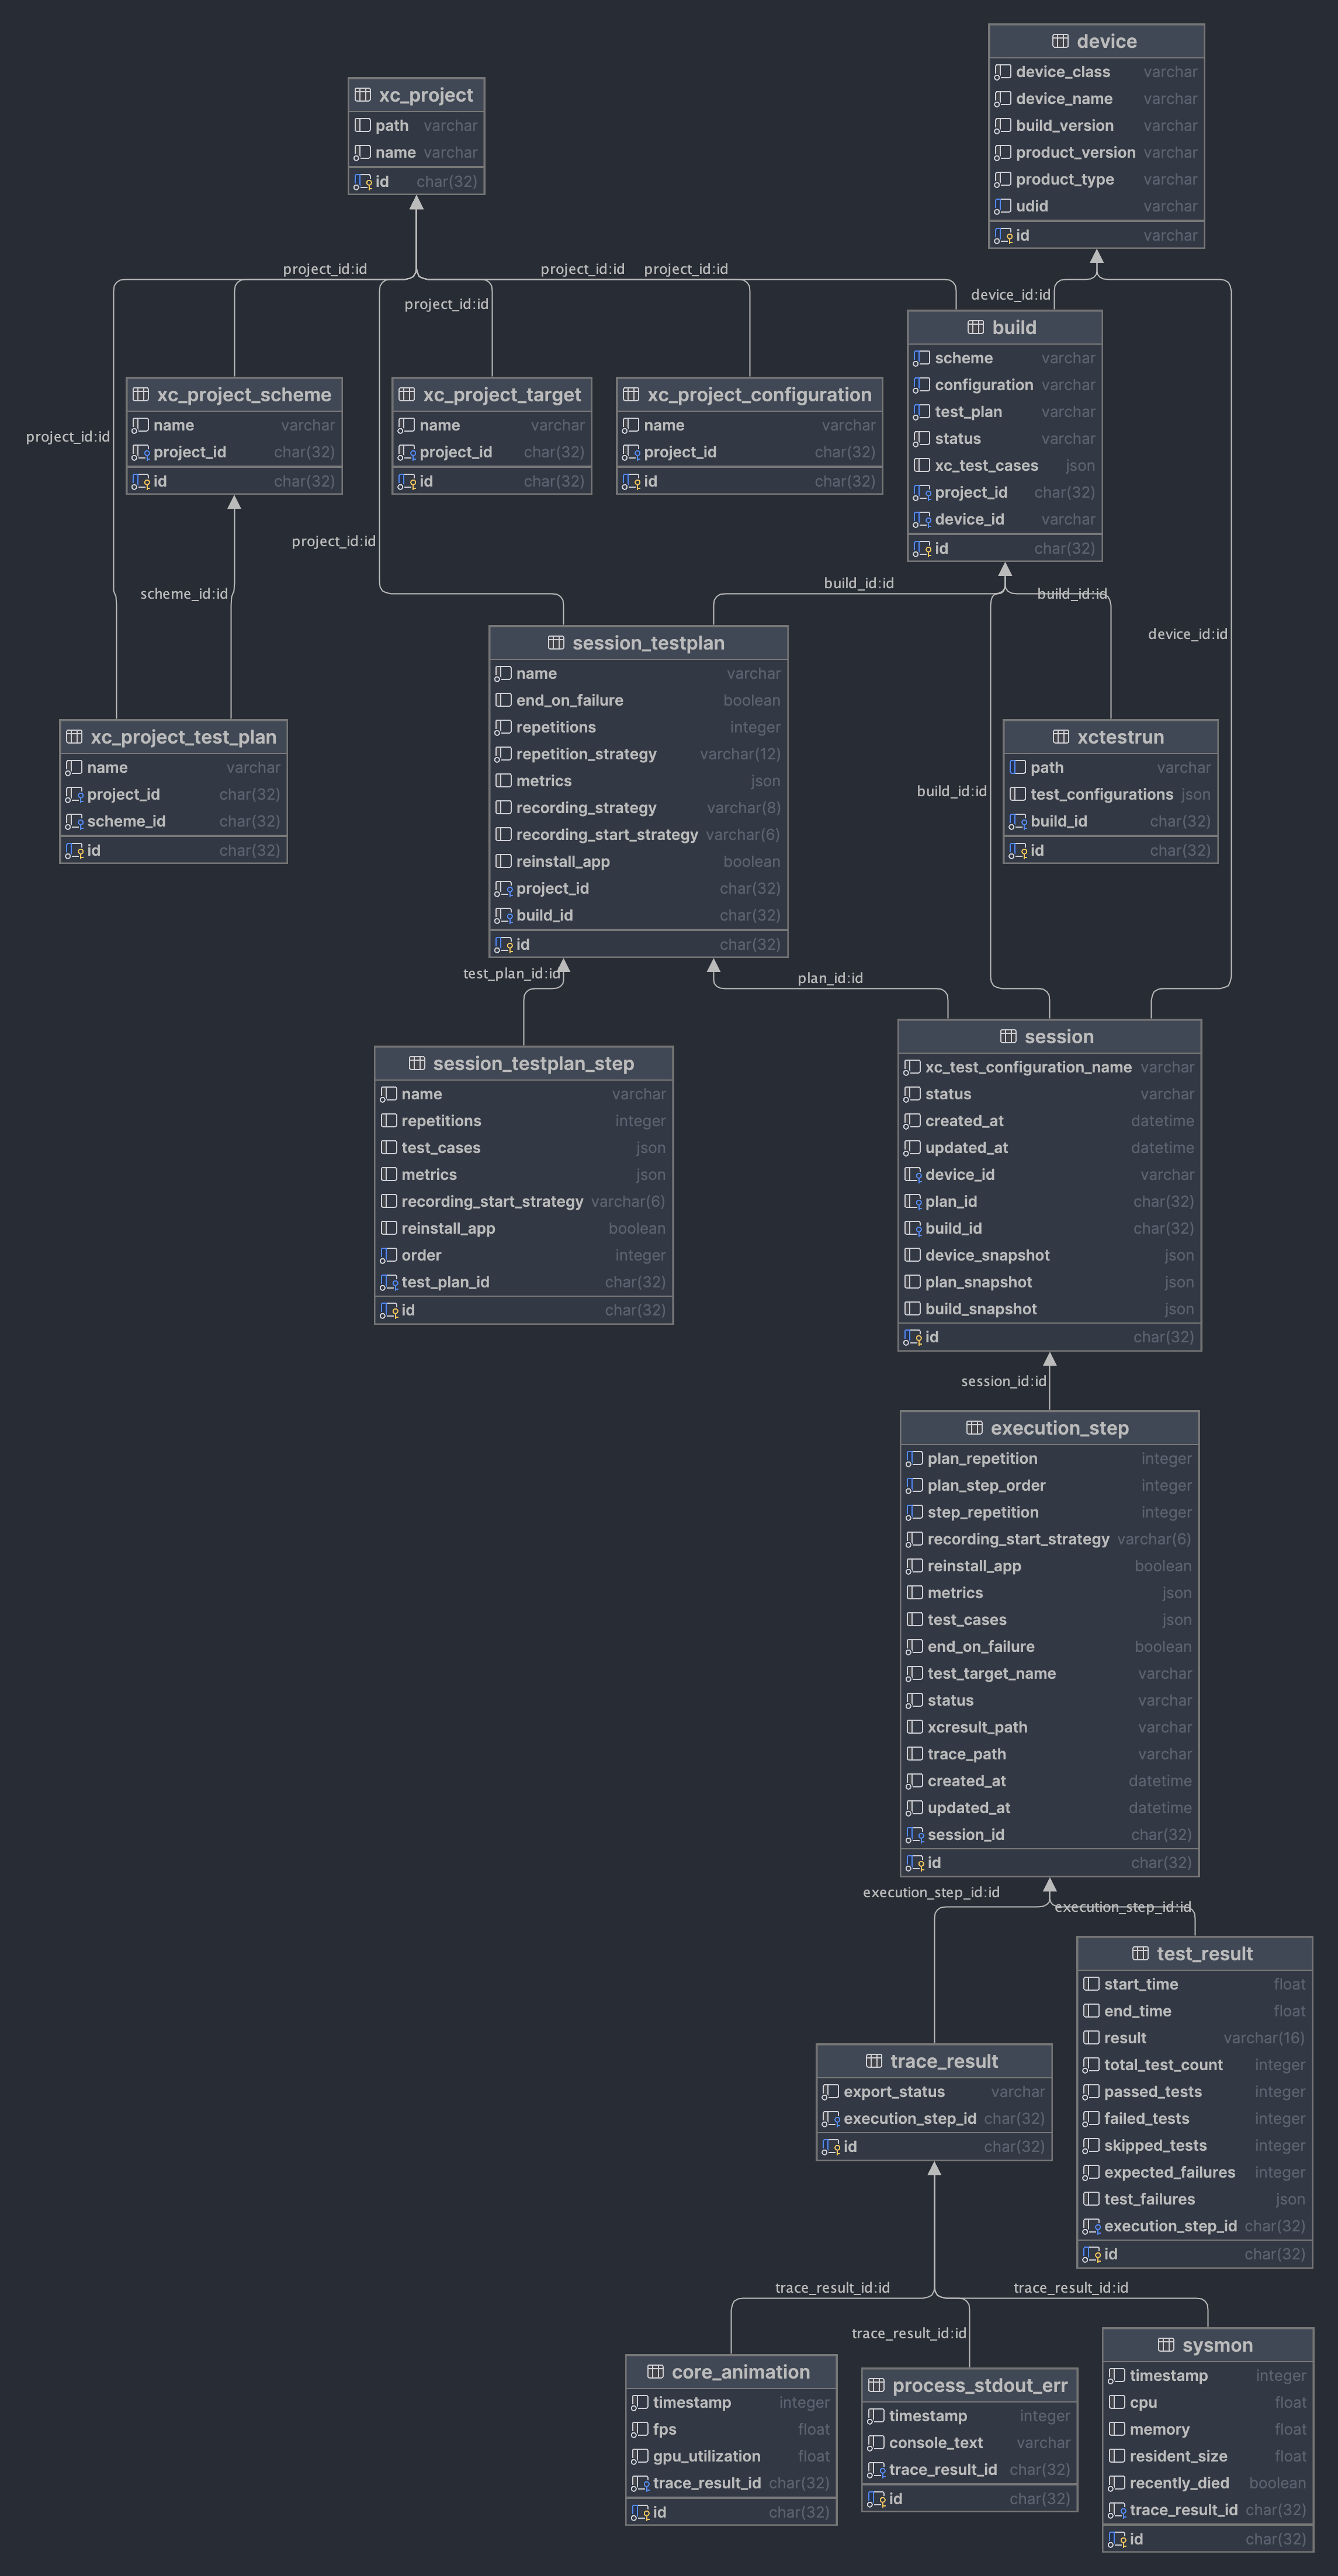 device
device_class varchar
device_name varchar
build_version varchar
product_version varchar
product_type varchar
udid varchar
id varchar
xc_project
path varchar
name varchar
id char(32)
project_id:id
project_id:id
project_id:id
project_id:id
device_id:id
build
scheme varchar
configuration varchar
test_plan varchar
status varchar
xc_test_cases json
project_id char(32)
device_id varchar
id char(32)
xc_project_scheme
name varchar
project_id char(32)
id char(32)
xc_project_target
name varchar
project_id char(32)
id char(32)
xc_project_configuration
name varchar
project_id char(32)
id char(32)
project_id:id
project_id:id
scheme_id:id
build_id:id
build_id:id
device_id:id
session_testplan
name varchar
end_on_failure boolean
repetitions integer
repetition_strategy varchar(12)
metrics json
recording_strategy varchar(8)
recording_start_strategy varchar(6)
reinstall_app boolean
project_id char(32)
build_id char(32)
id char(32)
xc_project_test_plan
name varchar
project_id char(32)
scheme_id char(32)
id char(32)
xctestrun
path varchar
test_configurations json
build_id char(32)
id char(32)
build_id:id
test_plan_id:id
plan_id:id
session_testplan_step
name varchar
repetitions integer
test_cases json
metrics json
recording_start_strategy varchar(6)
reinstall_app boolean
order integer
test_plan_id char(32)
id char(32)
session
xc_test_configuration_name varchar
status varchar
created_at datetime
updated_at datetime
device_id varchar
plan_id char(32)
build_id char(32)
device_snapshot json
plan_snapshot json
build_snapshot json
id char(32)
session_id:id
execution_step
plan_repetition integer
plan_step_order integer
step_repetition integer
recording_start_strategy varchar(6)
reinstall_app boolean
metrics json
test_cases json
end_on_failure boolean
test_target_name varchar
status varchar
xcresult_path varchar
trace_path varchar
created_at datetime
updated_at datetime
session_id char(32)
id char(32)
execution_step_id:id
execution_step_id:id
test_result
start_time float
end_time float
result varchar(16)
total_test_count integer
passed_tests integer
failed_tests integer
skipped_tests integer
expected_failures integer
test_failures json
execution_step_id char(32)
id char(32)
trace_result
export_status varchar
execution_step_id char(32)
id char(32)
trace_result_id:id
trace_result_id:id
trace_result_id:id
core_animation
timestamp integer
fps float
gpu_utilization float
trace_result_id char(32)
id char(32)
process_stdout_err
timestamp integer
console_text varchar
trace_result_id char(32)
id char(32)
sysmon
timestamp integer
cpu float
memory float
resident_size float
recently_died boolean
trace_result_id char(32)
id char(32)